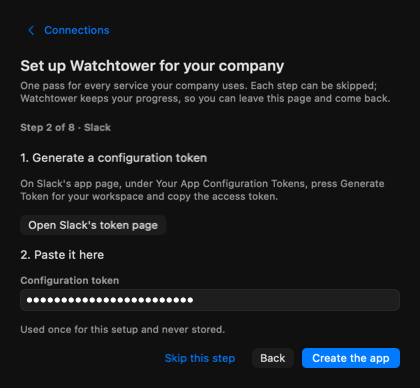 Connections
Set up Watchtower for your company
One pass for every service your company uses. Each step can be skipped;
Watchtower keeps your progress, so you can leave this page and come back.
Step 2 of 8 · Slack
1. Generate a configuration token
On Slack's app page, under Your App Configuration Tokens, press Generate
Token for your workspace and copy the access token.
Open Slack's token page
2. Paste it here
Configuration token
••••••••••••••••••••••••
Used once for this setup and never stored.
Skip this step
Back
Create the app